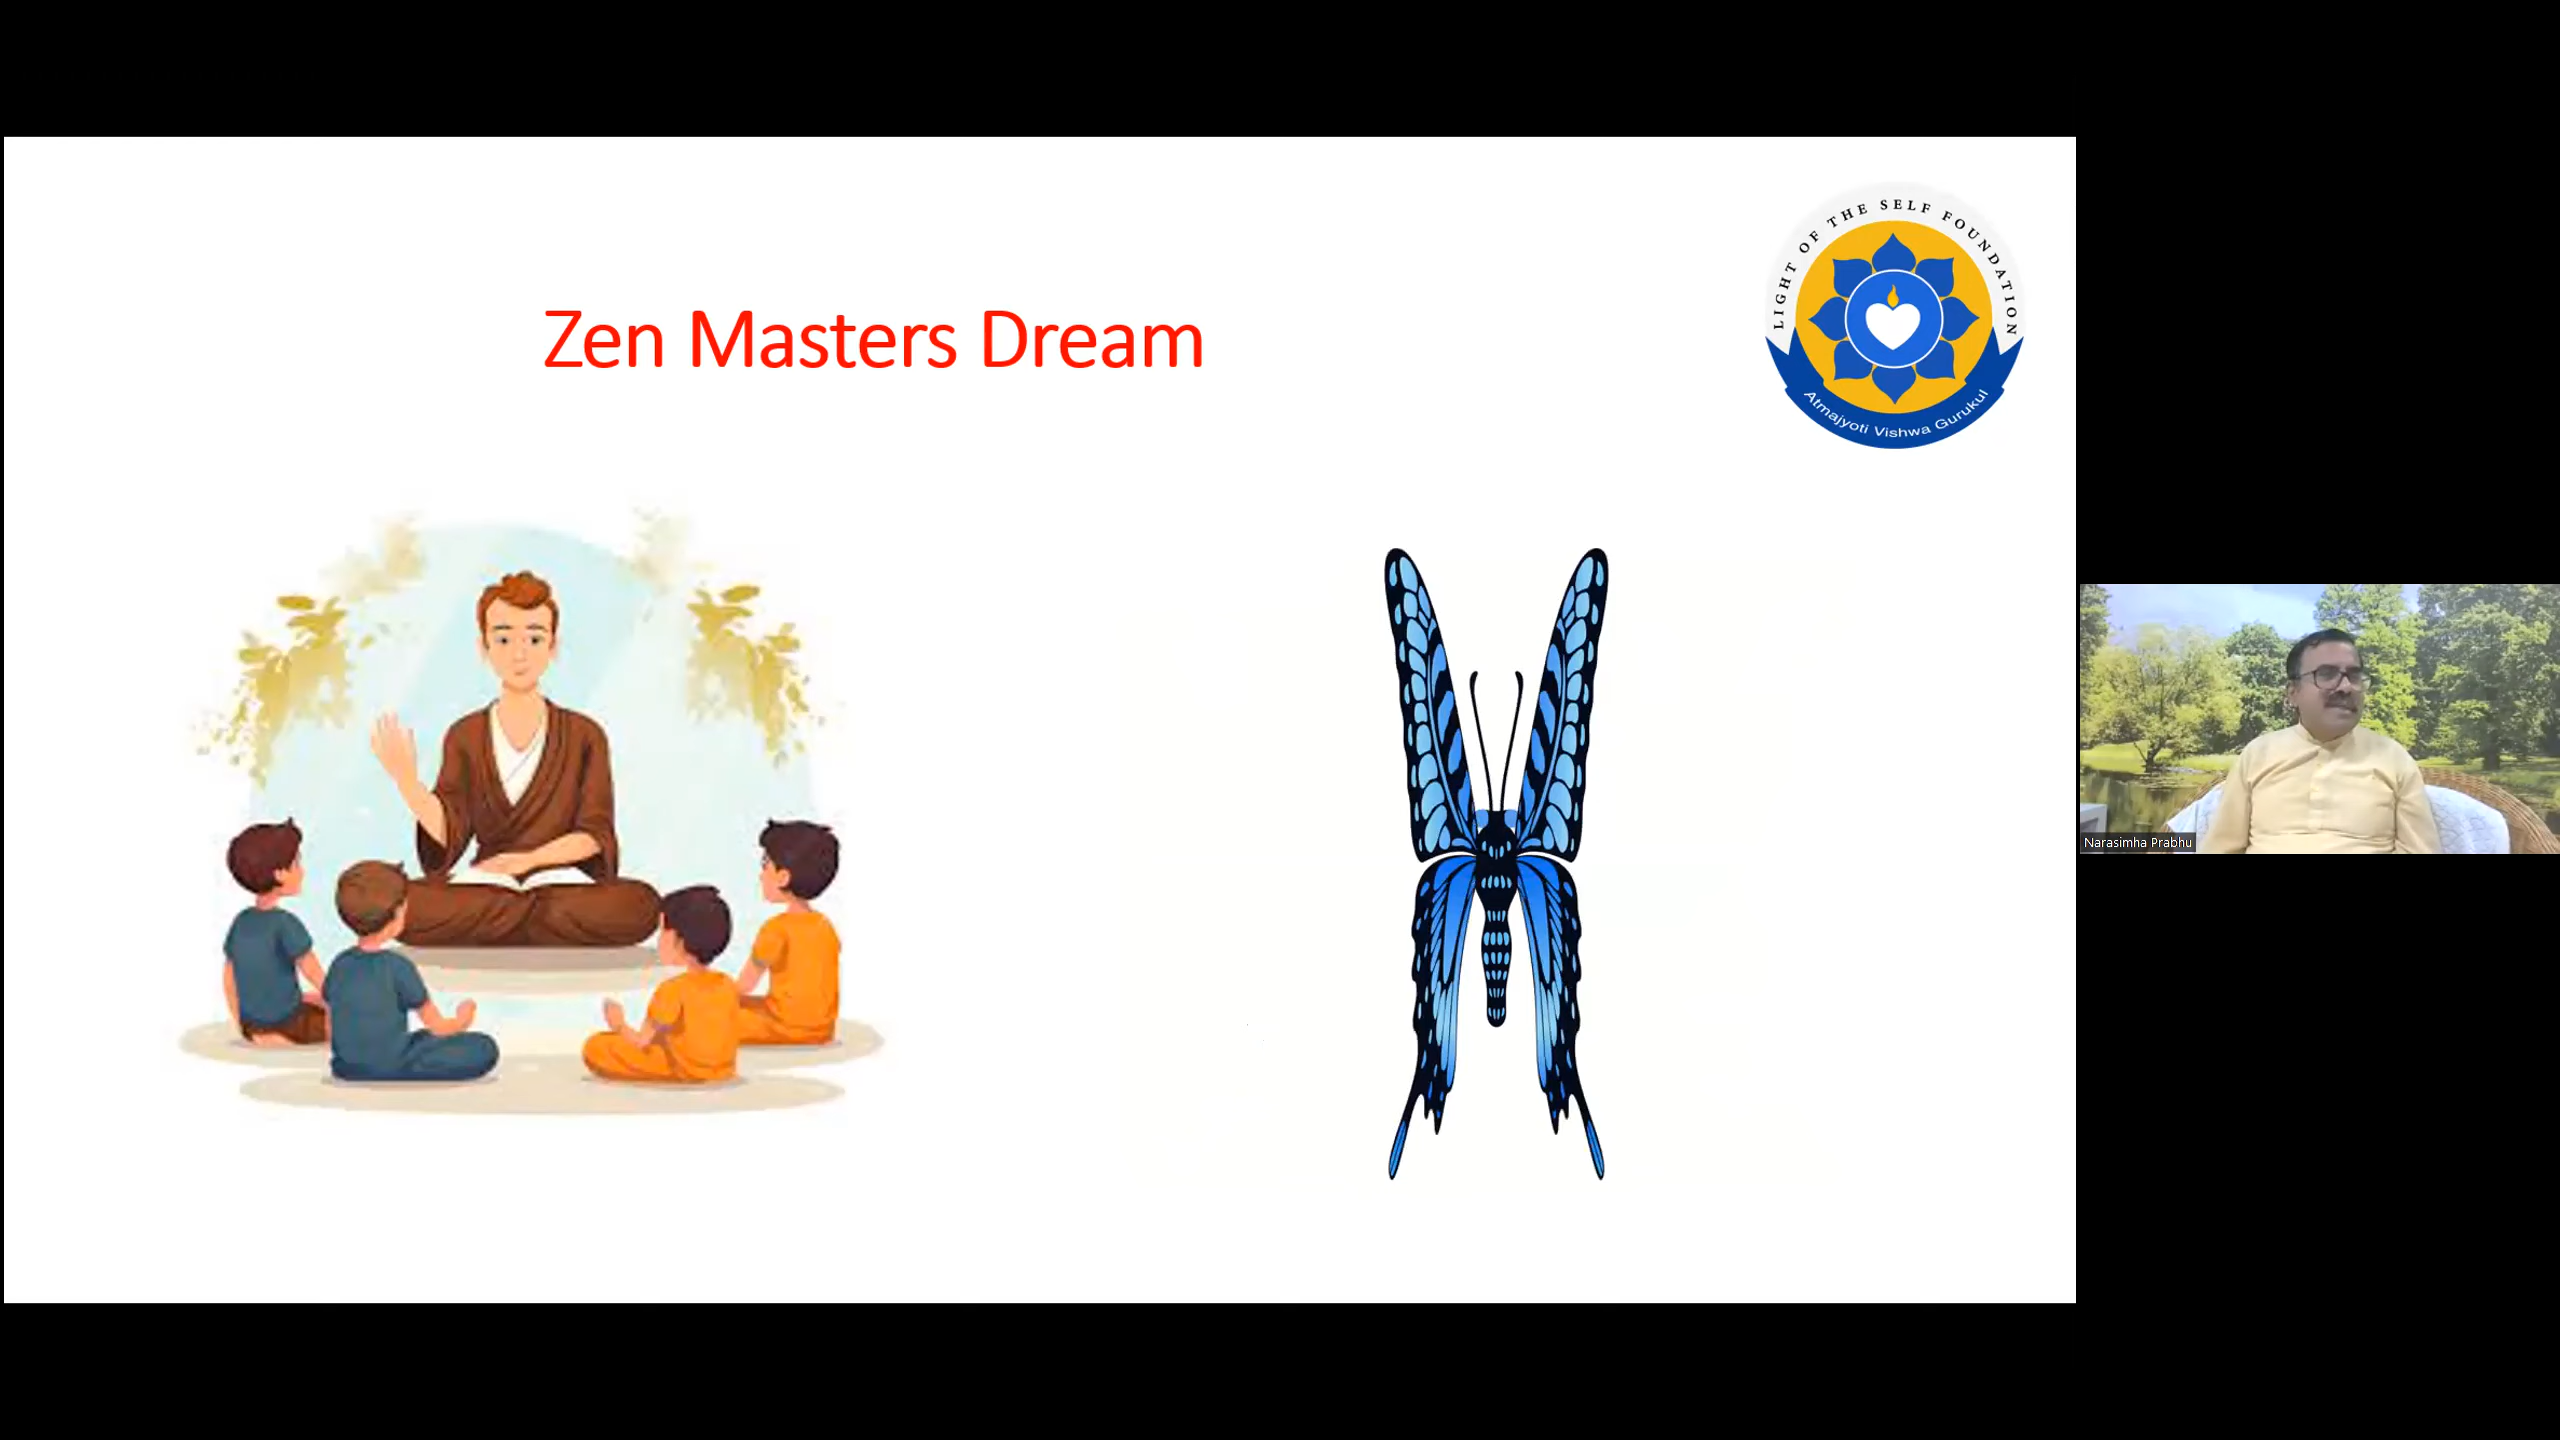 Zen Masters Dream
LIGHT OF THE SELF FOUNDATION
Atmajyoti Vishwa Gurukul
Narasimha Prabhu